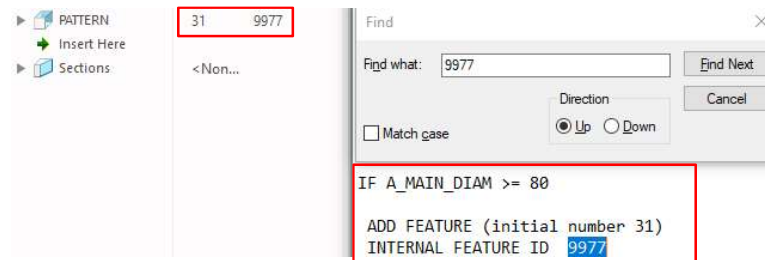 PATTERN 31 9977
Insert Here
Sections <Non...
Find
Find what: 9977 Find Next
Direction Cancel
Match case Up Down
IF A_MAIN_DIAM >= 80
ADD FEATURE (initial number 31)
INTERNAL FEATURE ID 9977